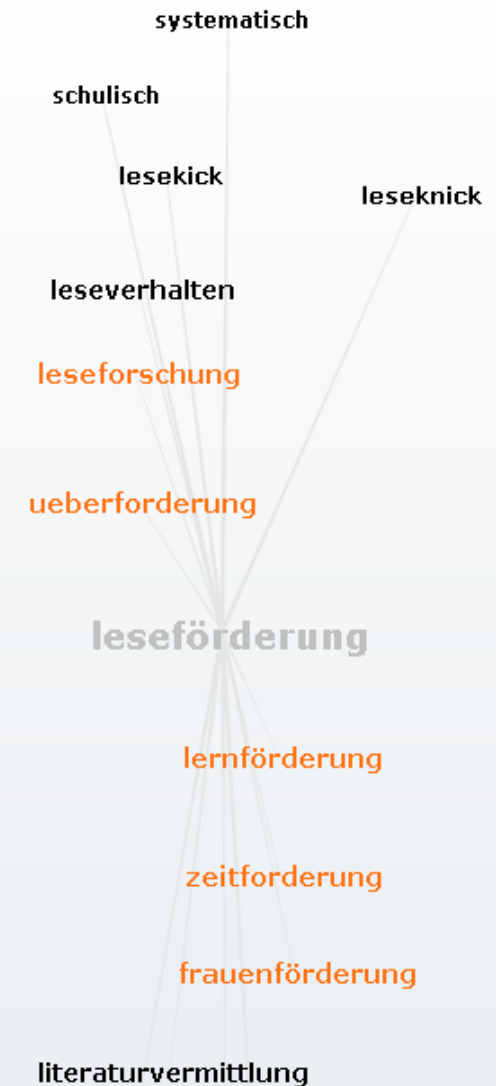 systematisch
schulisch
lesekick
leseknick
leseverhalten
leseforschung
ueberforderung
leseförderung
lernförderung
zeitforderung
frauenförderung
literaturvermittlung